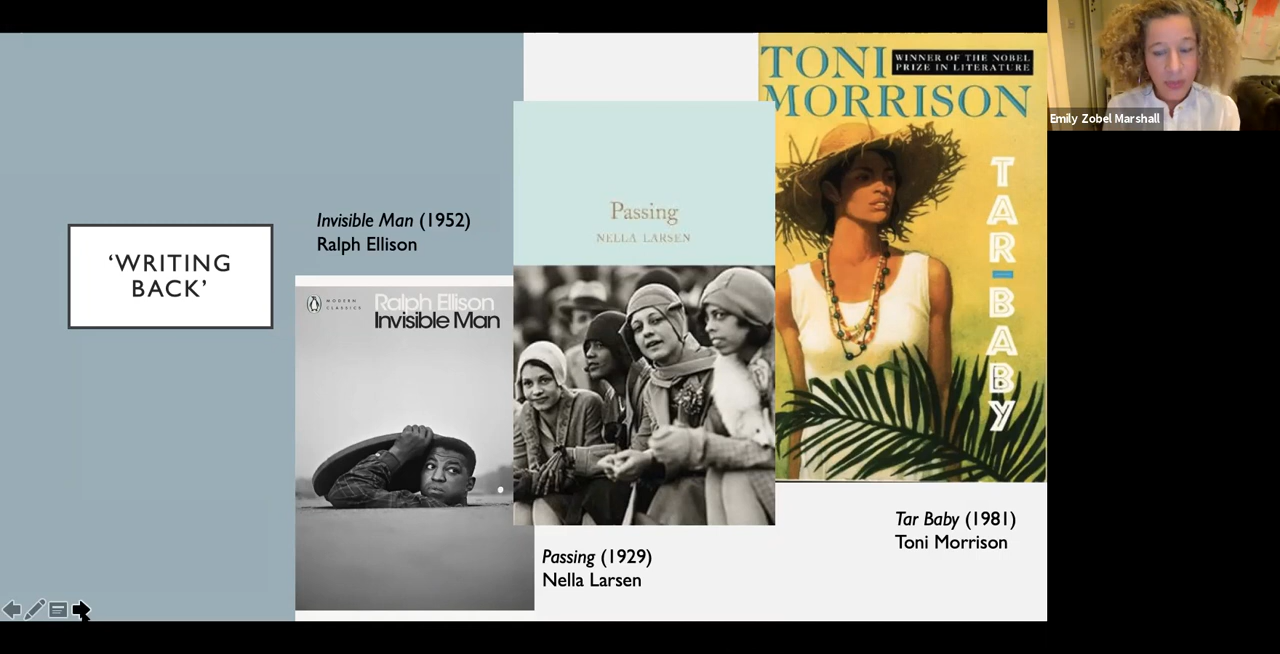 ‘WRITING
BACK’
Invisible Man (1952)
Ralph Ellison
MODERN
CLASSICS
Ralph Ellison
Invisible Man
Passing
NELLA LARSEN
Passing (1929)
Nella Larsen
TONI
MORRISON
WINNER OF THE NOBEL
PRIZE IN LITERATURE
TAR-BABY
Tar Baby (1981)
Toni Morrison
Emily Zobel Marshall